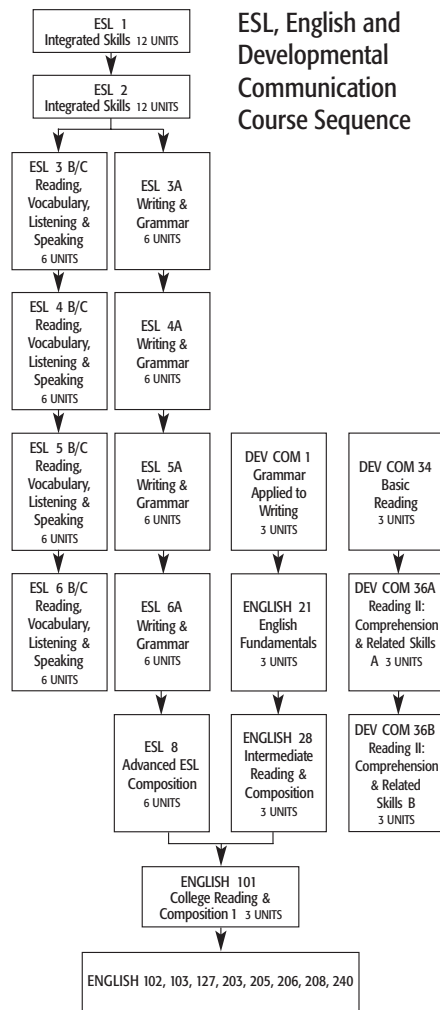 ESL, English and
Developmental
Communication
Course Sequence
ESL 1
Integrated Skills 12 UNITS
ESL 2
Integrated Skills 12 UNITS
ESL 3 B/C
Reading,
Vocabulary,
Listening &
Speaking
6 UNITS
ESL 3A
Writing &
Grammar
6 UNITS
ESL 4 B/C
Reading,
Vocabulary,
Listening &
Speaking
6 UNITS
ESL 4A
Writing &
Grammar
6 UNITS
ESL 5 B/C
Reading,
Vocabulary,
Listening &
Speaking
6 UNITS
ESL 5A
Writing &
Grammar
6 UNITS
DEV COM 1
Grammar
Applied to
Writing
3 UNITS
DEV COM 34
Basic
Reading
3 UNITS
ESL 6 B/C
Reading,
Vocabulary,
Listening &
Speaking
6 UNITS
ESL 6A
Writing &
Grammar
6 UNITS
ENGLISH 21
English
Fundamentals
3 UNITS
DEV COM 36A
Reading II:
Comprehension
& Related Skills
A 3 UNITS
ESL 8
Advanced ESL
Composition
6 UNITS
ENGLISH 28
Intermediate
Reading &
Composition
3 UNITS
DEV COM 36B
Reading II:
Comprehension
& Related
Skills B
3 UNITS
ENGLISH 101
College Reading &
Composition 1 3 UNITS
ENGLISH 102, 103, 127, 203, 205, 206, 208, 240